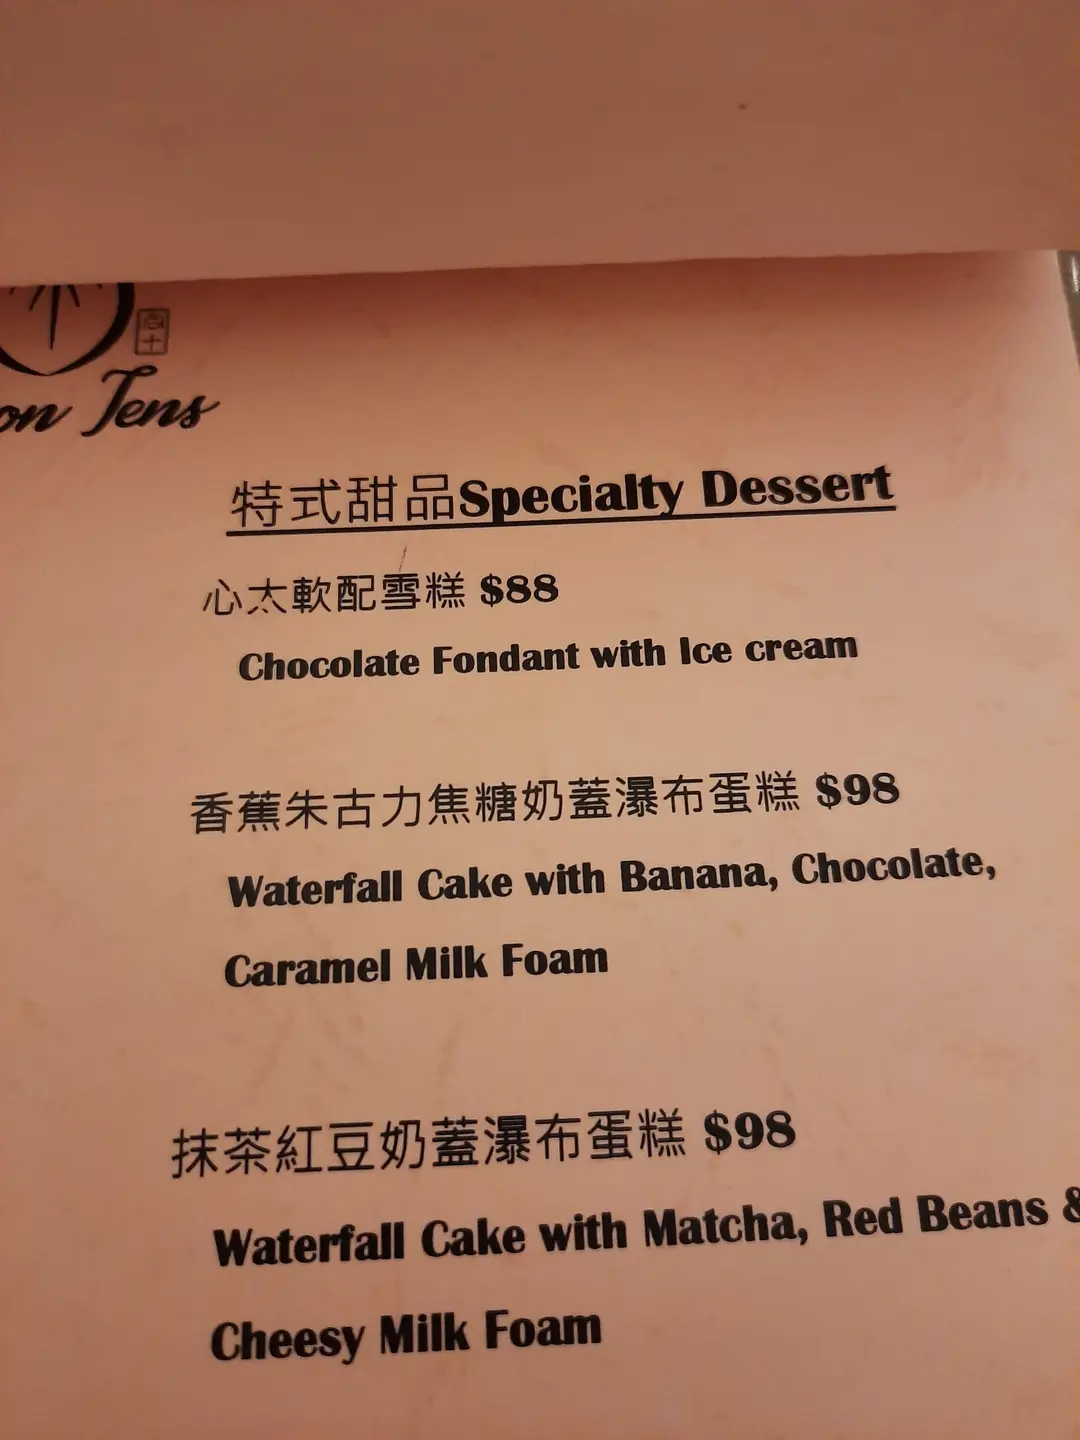 Tens
特式甜品Specialty Dessert
心太軟配雪糕 $88
Chocolate Fondant with Ice cream
香蕉朱古力焦糖奶蓋瀑布蛋糕 $98
Waterfall Cake with Banana, Chocolate,
Caramel Milk Foam
抹茶紅豆奶蓋瀑布蛋糕 $98
Waterfall Cake with Matcha, Red Beans &
Cheesy Milk Foam